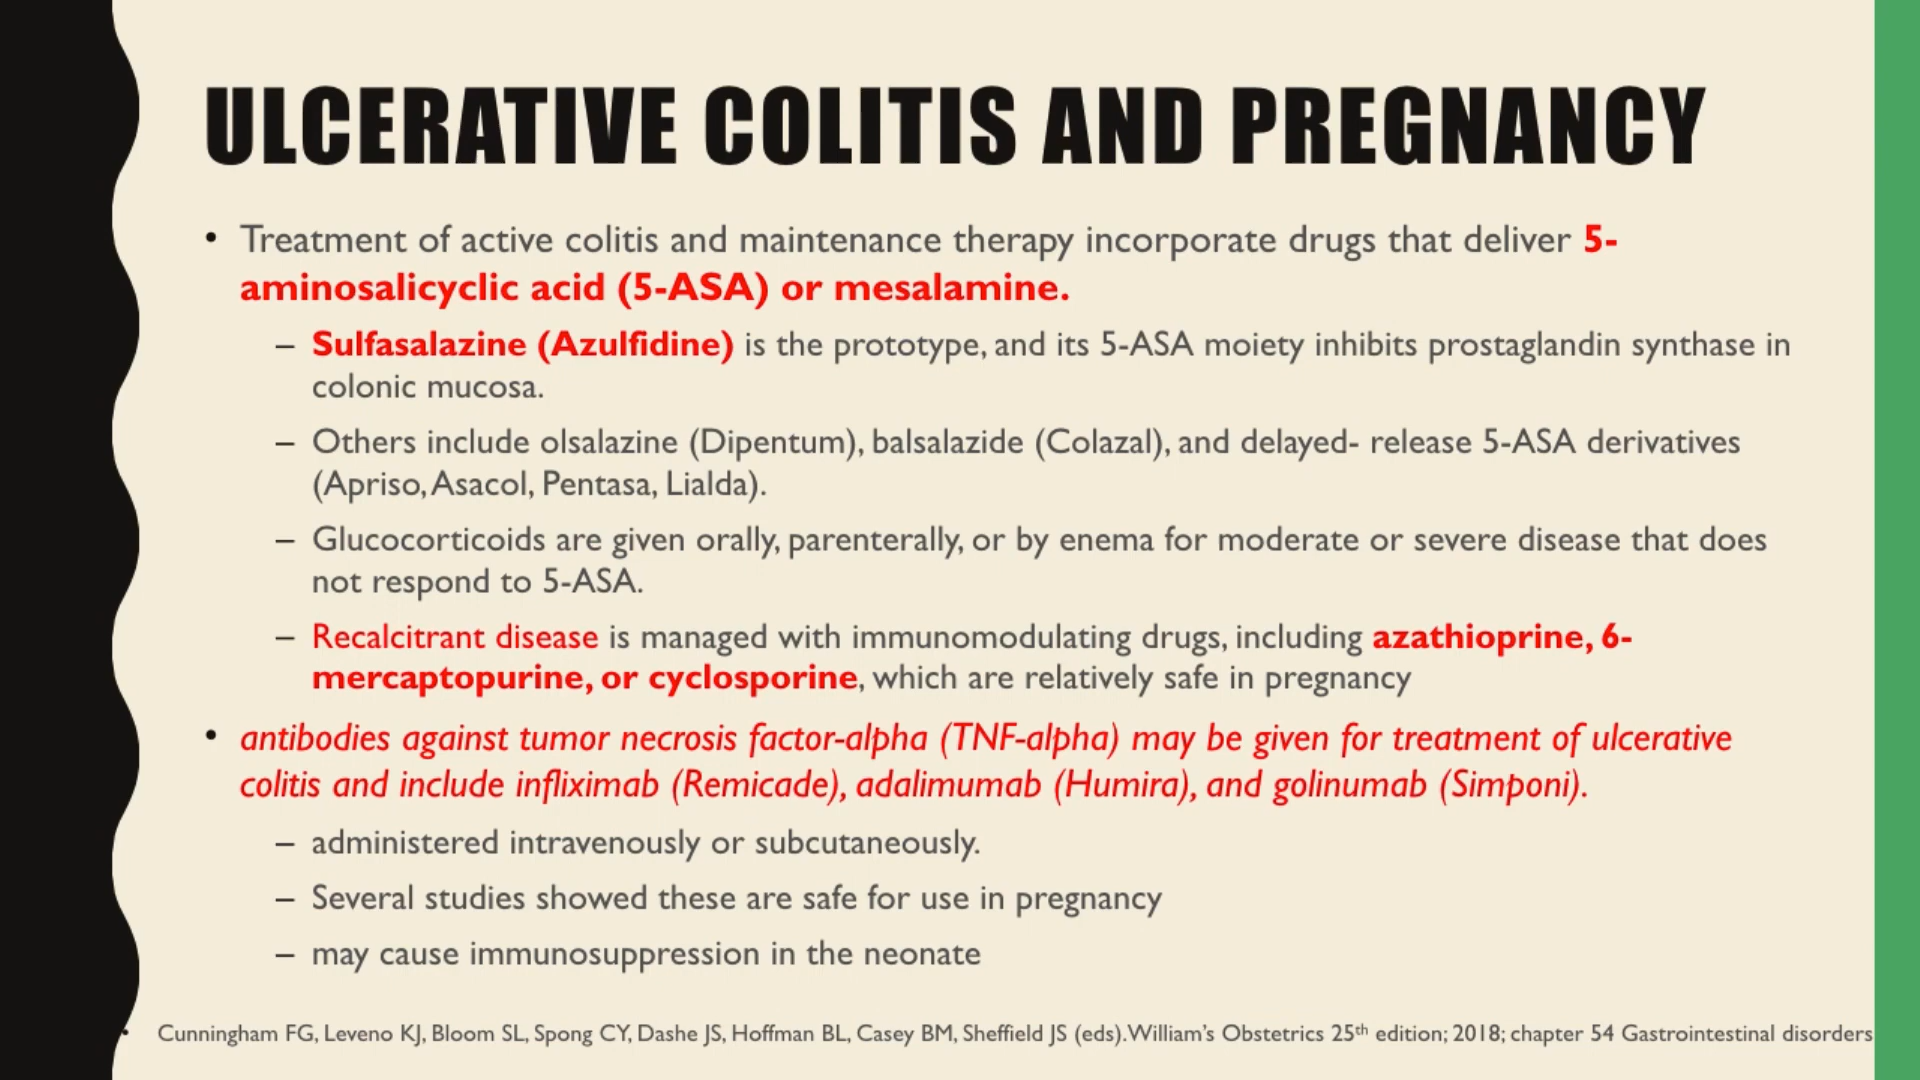 ULCERATIVE COLITIS AND PREGNANCY
• Treatment of active colitis and maintenance therapy incorporate drugs that deliver 5-
aminosalicyclic acid (5-ASA) or mesalamine.
– Sulfasalazine (Azulfidine) is the prototype, and its 5-ASA moiety inhibits prostaglandin synthase in
colonic mucosa.
– Others include olsalazine (Dipentum), balsalazide (Colazal), and delayed- release 5-ASA derivatives
(Apriso, Asacol, Pentasa, Lialda).
– Glucocorticoids are given orally, parenterally, or by enema for moderate or severe disease that does
not respond to 5-ASA.
– Recalcitrant disease is managed with immunomodulating drugs, including azathioprine, 6-
mercaptopurine, or cyclosporine, which are relatively safe in pregnancy
• antibodies against tumor necrosis factor-alpha (TNF-alpha) may be given for treatment of ulcerative
colitis and include infliximab (Remicade), adalimumab (Humira), and golinumab (Simponi).
– administered intravenously or subcutaneously.
– Several studies showed these are safe for use in pregnancy
– may cause immunosuppression in the neonate
• Cunningham FG, Leveno KJ, Bloom SL, Spong CY, Dashe JS, Hoffman BL, Casey BM, Sheffield JS (eds).William's Obstetrics 25th edition; 2018; chapter 54 Gastrointestinal disorders